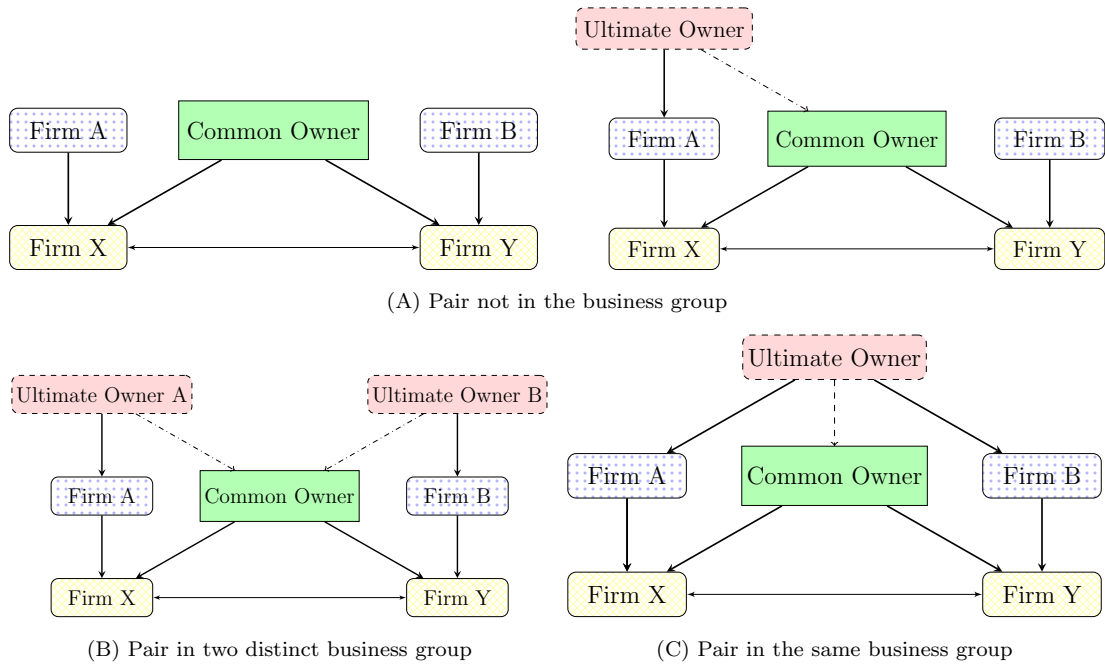 Ultimate Owner
Firm A
Common Owner
Firm B
Firm X
Firm Y
Firm A
Common Owner
Firm B
Firm X
Firm Y
(A) Pair not in the business group
Ultimate Owner A
Ultimate Owner B
Firm A
Common Owner
Firm B
Firm X
Firm Y
(B) Pair in two distinct business group
Ultimate Owner
Firm A
Common Owner
Firm B
Firm X
Firm Y
(C) Pair in the same business group